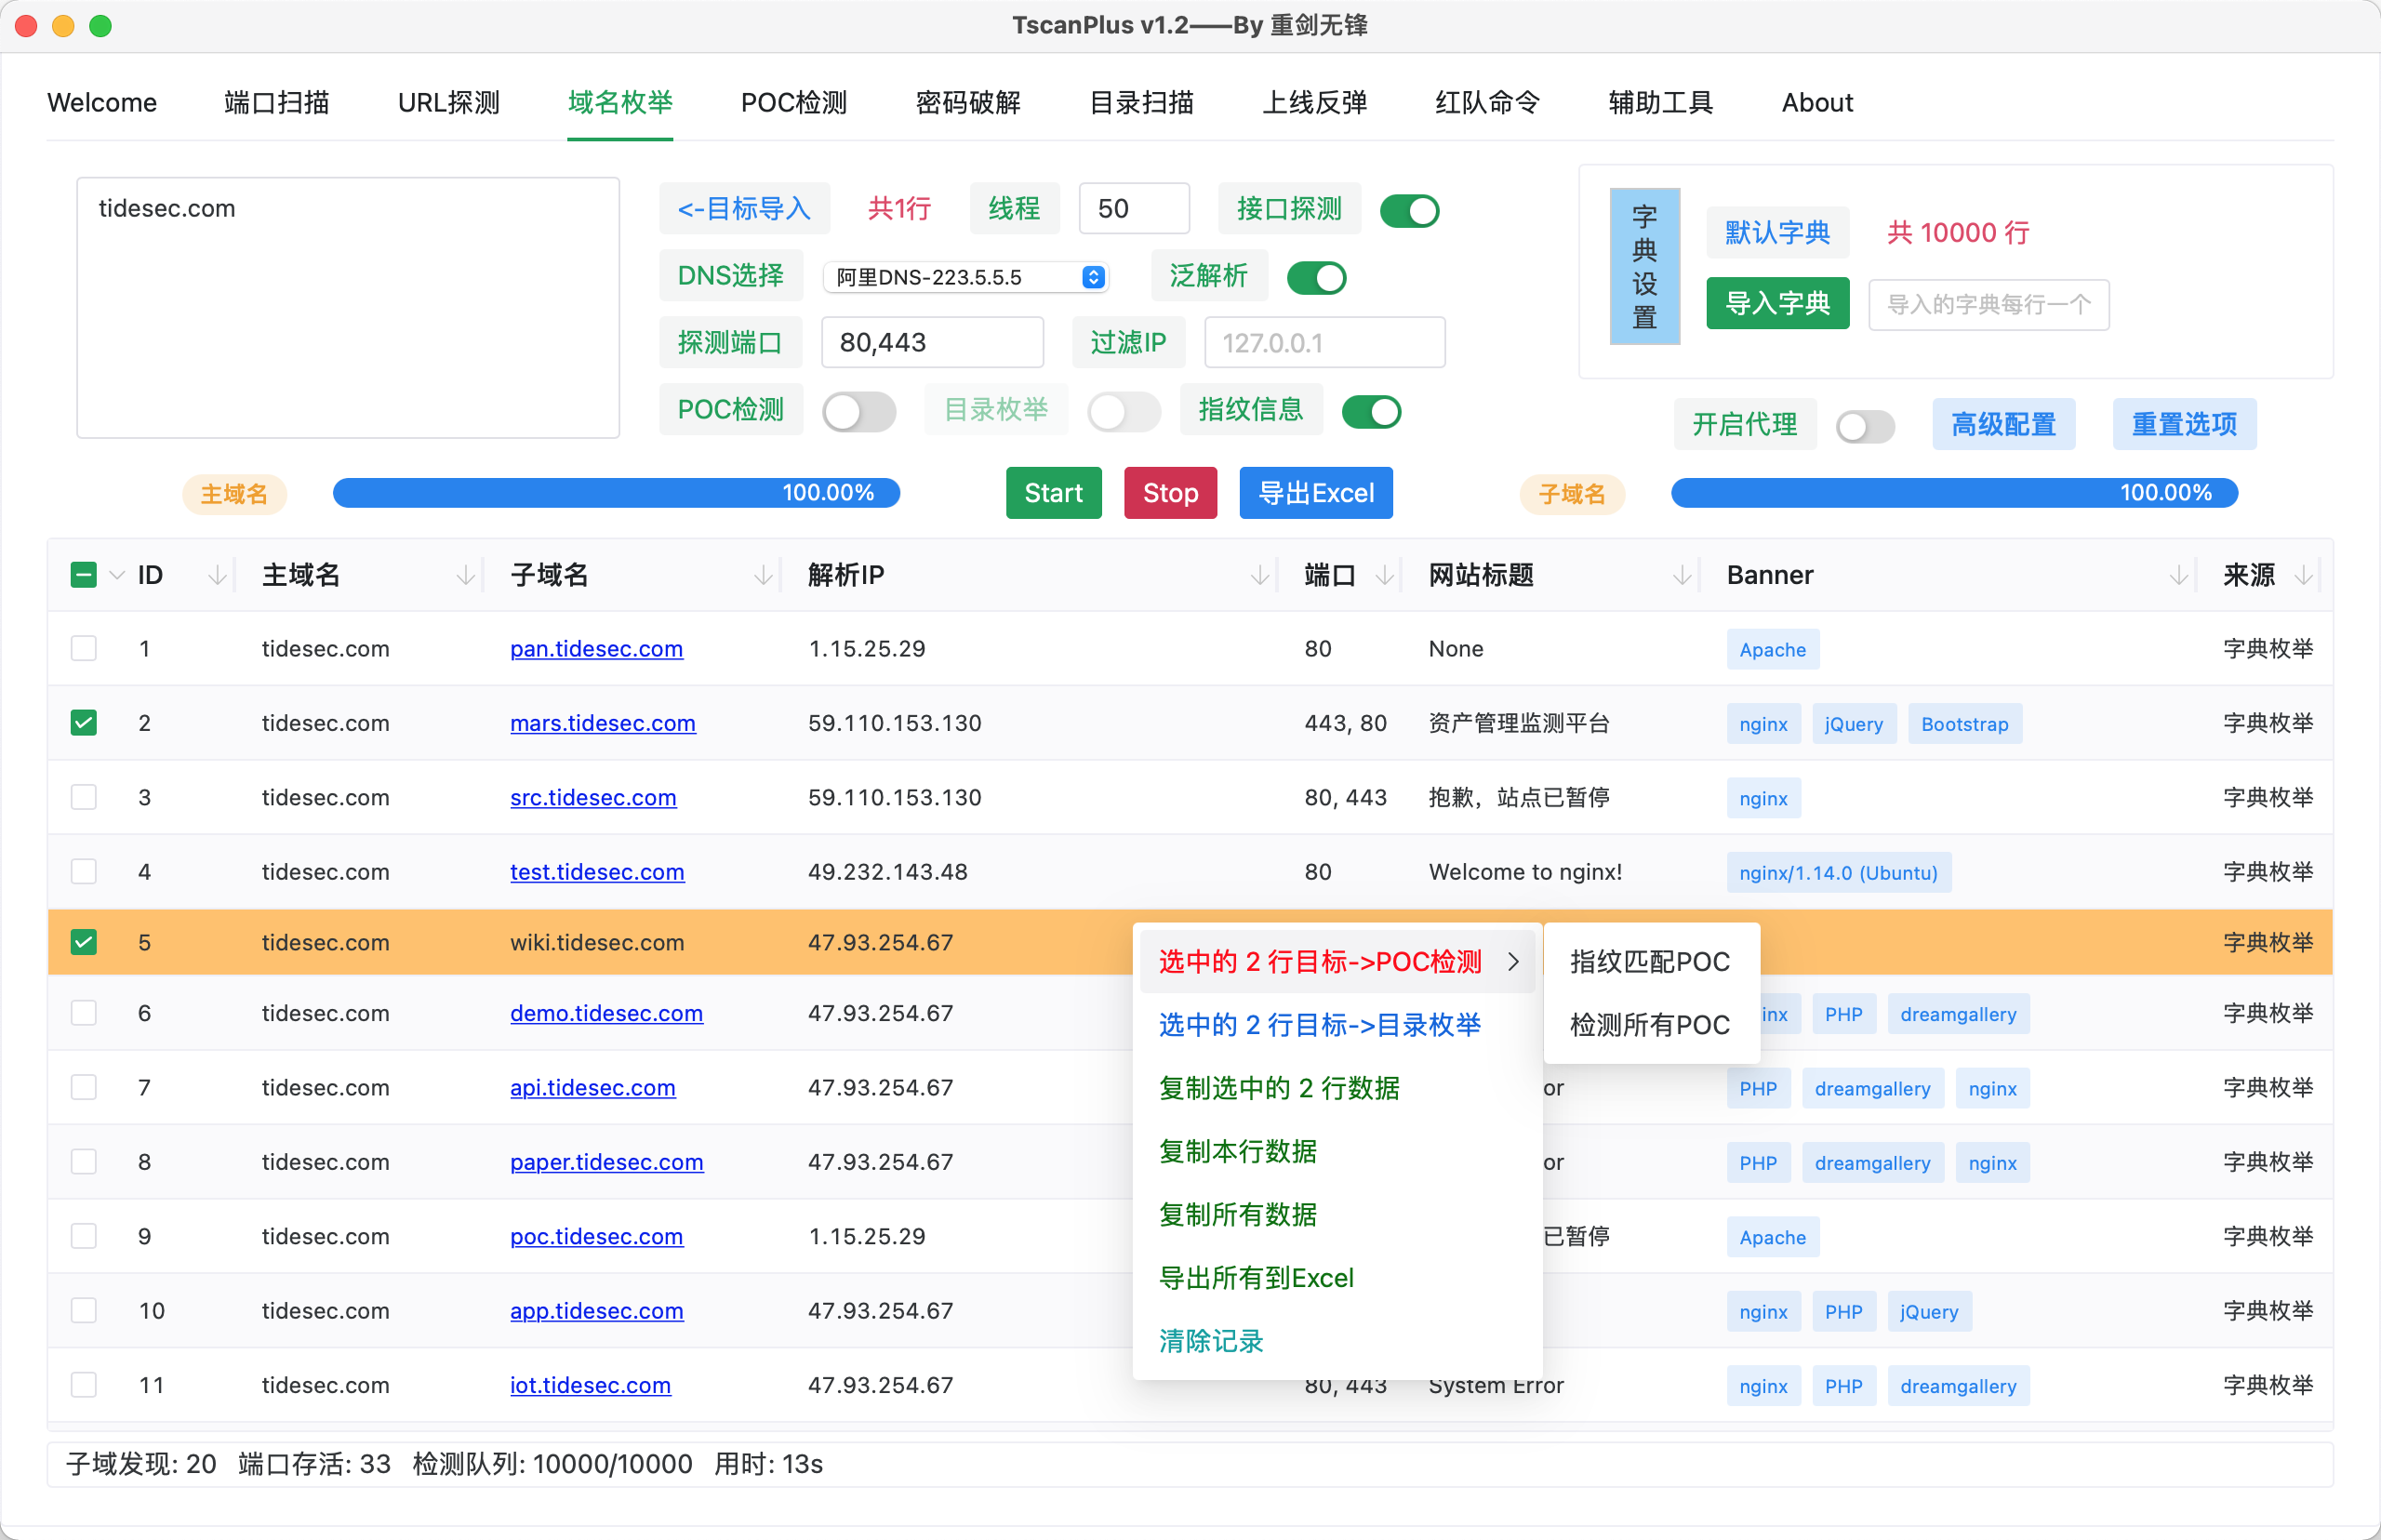 TscanPlus v1.2——By 重剑无锋
Welcome 端口扫描 URL探测 域名枚举 POC检测 密码破解 目录扫描 上线反弹 红队命令 辅助工具 About
tidesec.com
<-目标导入 共1行 线程 50 接口探测
DNS选择 阿里DNS-223.5.5.5 泛解析
探测端口 80,443 过滤IP 127.0.0.1
POC检测 目录枚举 指纹信息
字典设置
默认字典 共 10000 行
导入字典 导入的字典每行一个
开启代理 高级配置 重置选项
主域名 100.00% Start Stop 导出Excel 子域名 100.00%
ID 主域名 子域名 解析IP 端口 网站标题 Banner 来源
1 tidesec.com pan.tidesec.com 1.15.25.29 80 None Apache 字典枚举
2 tidesec.com mars.tidesec.com 59.110.153.130 443, 80 资产管理监测平台 nginx jQuery Bootstrap 字典枚举
3 tidesec.com src.tidesec.com 59.110.153.130 80, 443 抱歉，站点已暂停 nginx 字典枚举
4 tidesec.com test.tidesec.com 49.232.143.48 80 Welcome to nginx! nginx/1.14.0 (Ubuntu) 字典枚举
5 tidesec.com wiki.tidesec.com 47.93.254.67 字典枚举
6 tidesec.com demo.tidesec.com 47.93.254.67 inx PHP dreamgallery 字典枚举
7 tidesec.com api.tidesec.com 47.93.254.67 or PHP dreamgallery nginx 字典枚举
8 tidesec.com paper.tidesec.com 47.93.254.67 or PHP dreamgallery nginx 字典枚举
9 tidesec.com poc.tidesec.com 1.15.25.29 已暂停 Apache 字典枚举
10 tidesec.com app.tidesec.com 47.93.254.67 nginx PHP jQuery 字典枚举
11 tidesec.com iot.tidesec.com 47.93.254.67 80, 443 System Error nginx PHP dreamgallery 字典枚举
选中的 2 行目标->POC检测
选中的 2 行目标->目录枚举
复制选中的 2 行数据
复制本行数据
复制所有数据
导出所有到Excel
清除记录
指纹匹配POC
检测所有POC
子域发现: 20 端口存活: 33 检测队列: 10000/10000 用时: 13s